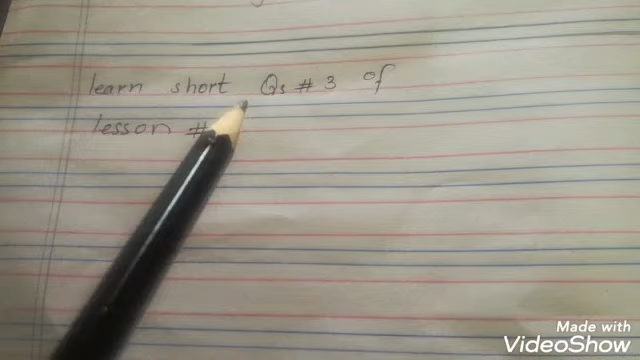 learn short Qs # 3 of
lesson #
Made with
VideoShow